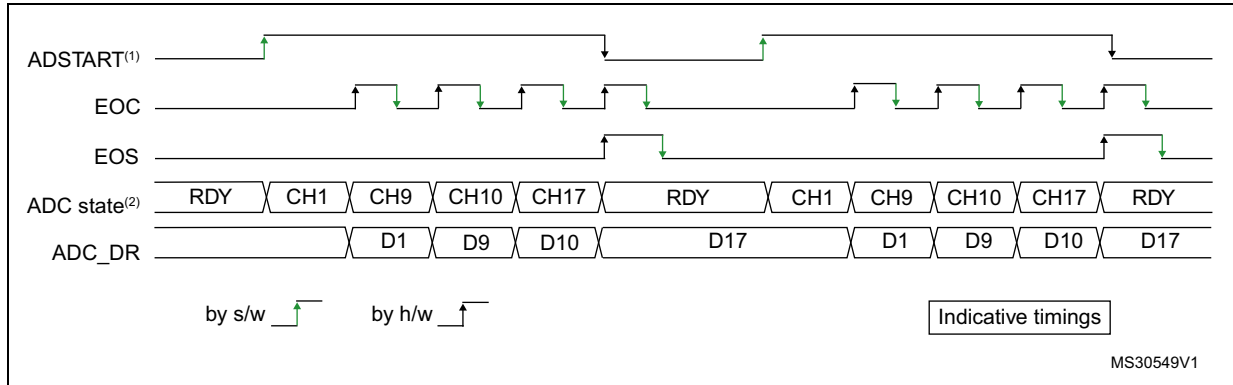 ADSTART(1)
EOC
EOS
ADC state(2) RDY CH1 CH9 CH10 CH17 RDY CH1 CH9 CH10 CH17 RDY
ADC_DR D1 D9 D10 D17 D1 D9 D10 D17
by s/w by h/w Indicative timings
MS30549V1